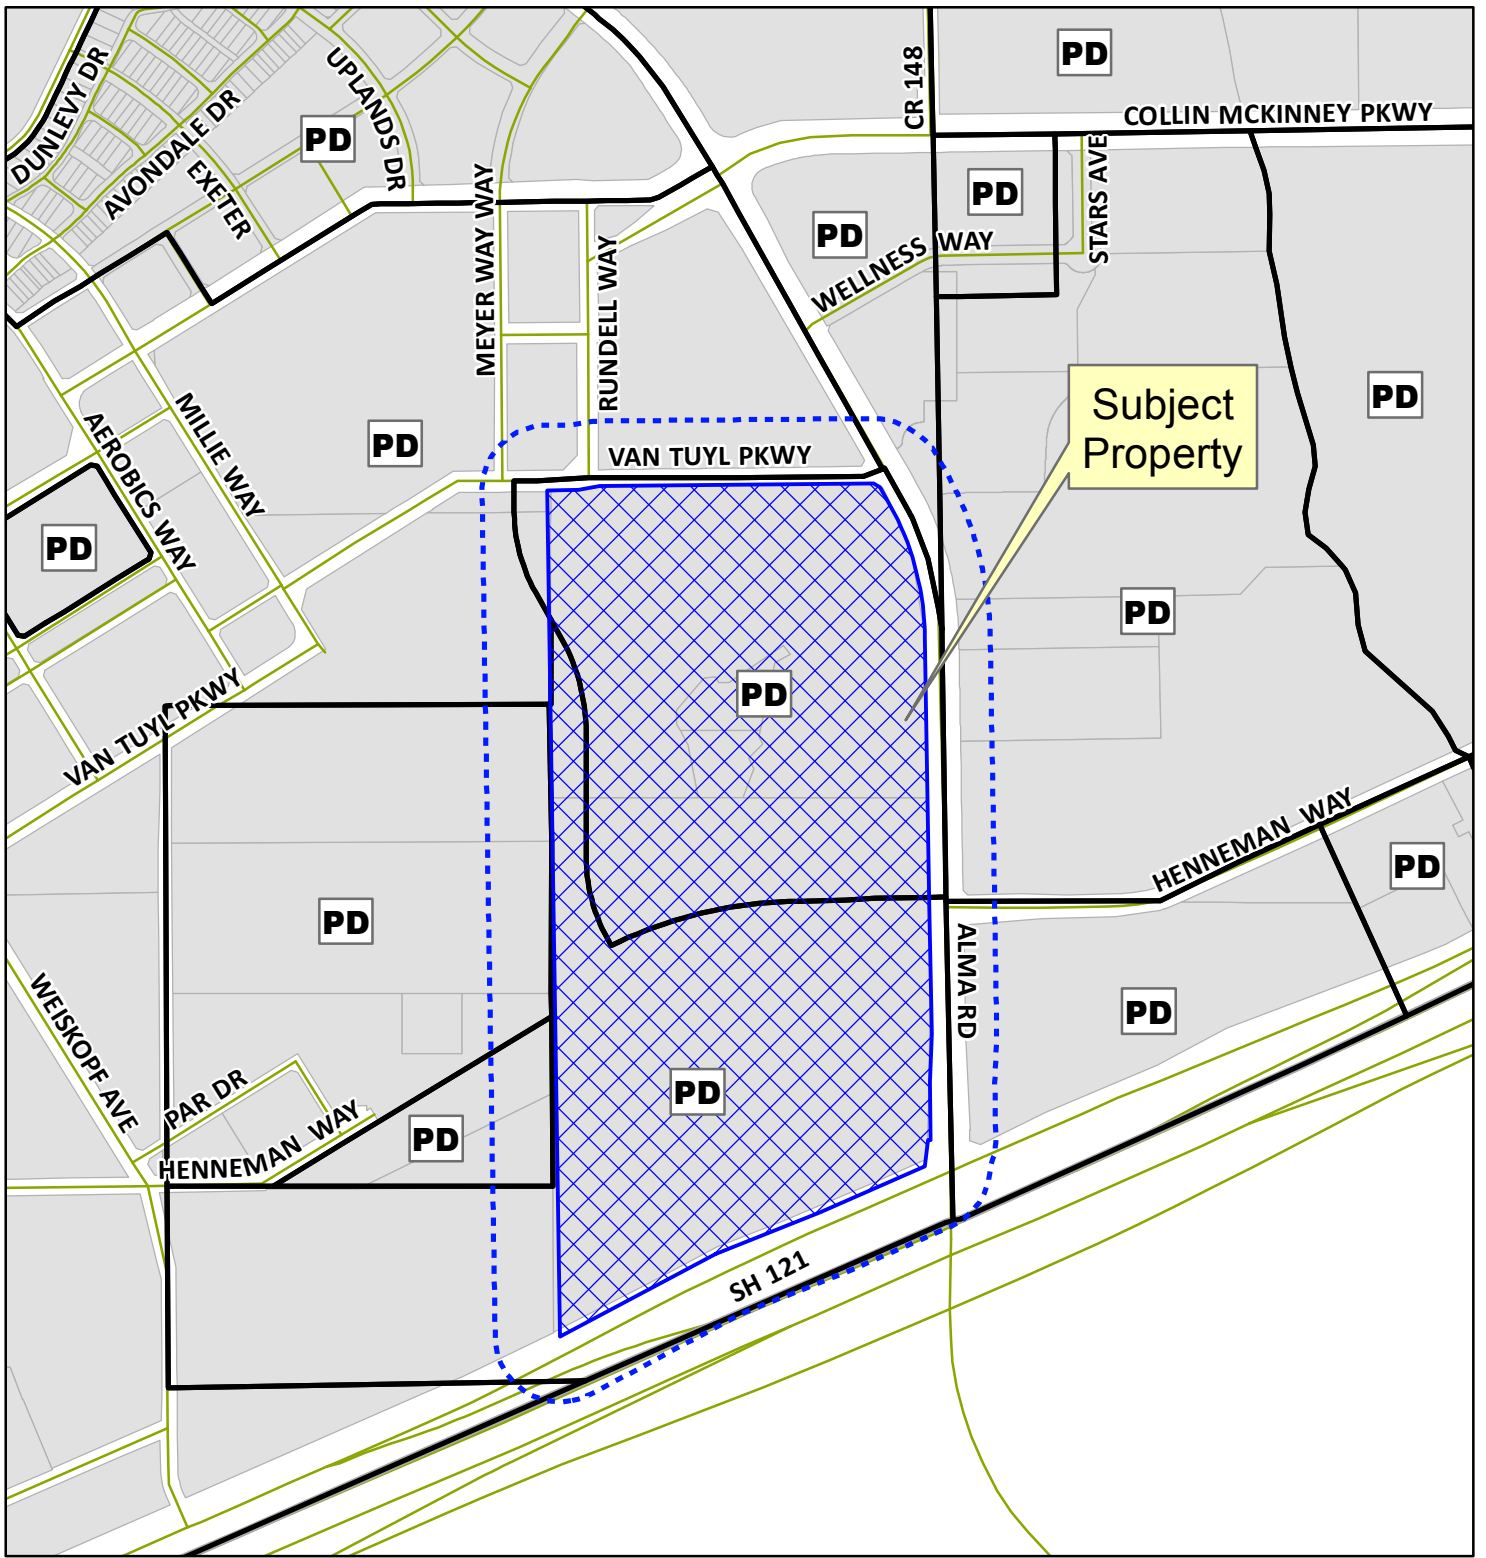 PD
COLLIN MCKINNEY PKWY
CR 148
DUNLEVY DR
AVONDALE DR
UPLANDS DR
PD
EXETER
MEYER WAY WAY
RUNDELL WAY
PD
PD
STARS AVE
WELLNESS WAY
Subject
Property
PD
PD
VAN TUYL PKWY
MILLIE WAY
AEROBICS WAY
PD
PD
PD
VAN TUYL PKWY
HENNEMAN WAY
PD
PD
ALMA RD
WEISKOPF AVE
PAR DR
HENNEMAN WAY
PD
PD
PD
SH 121